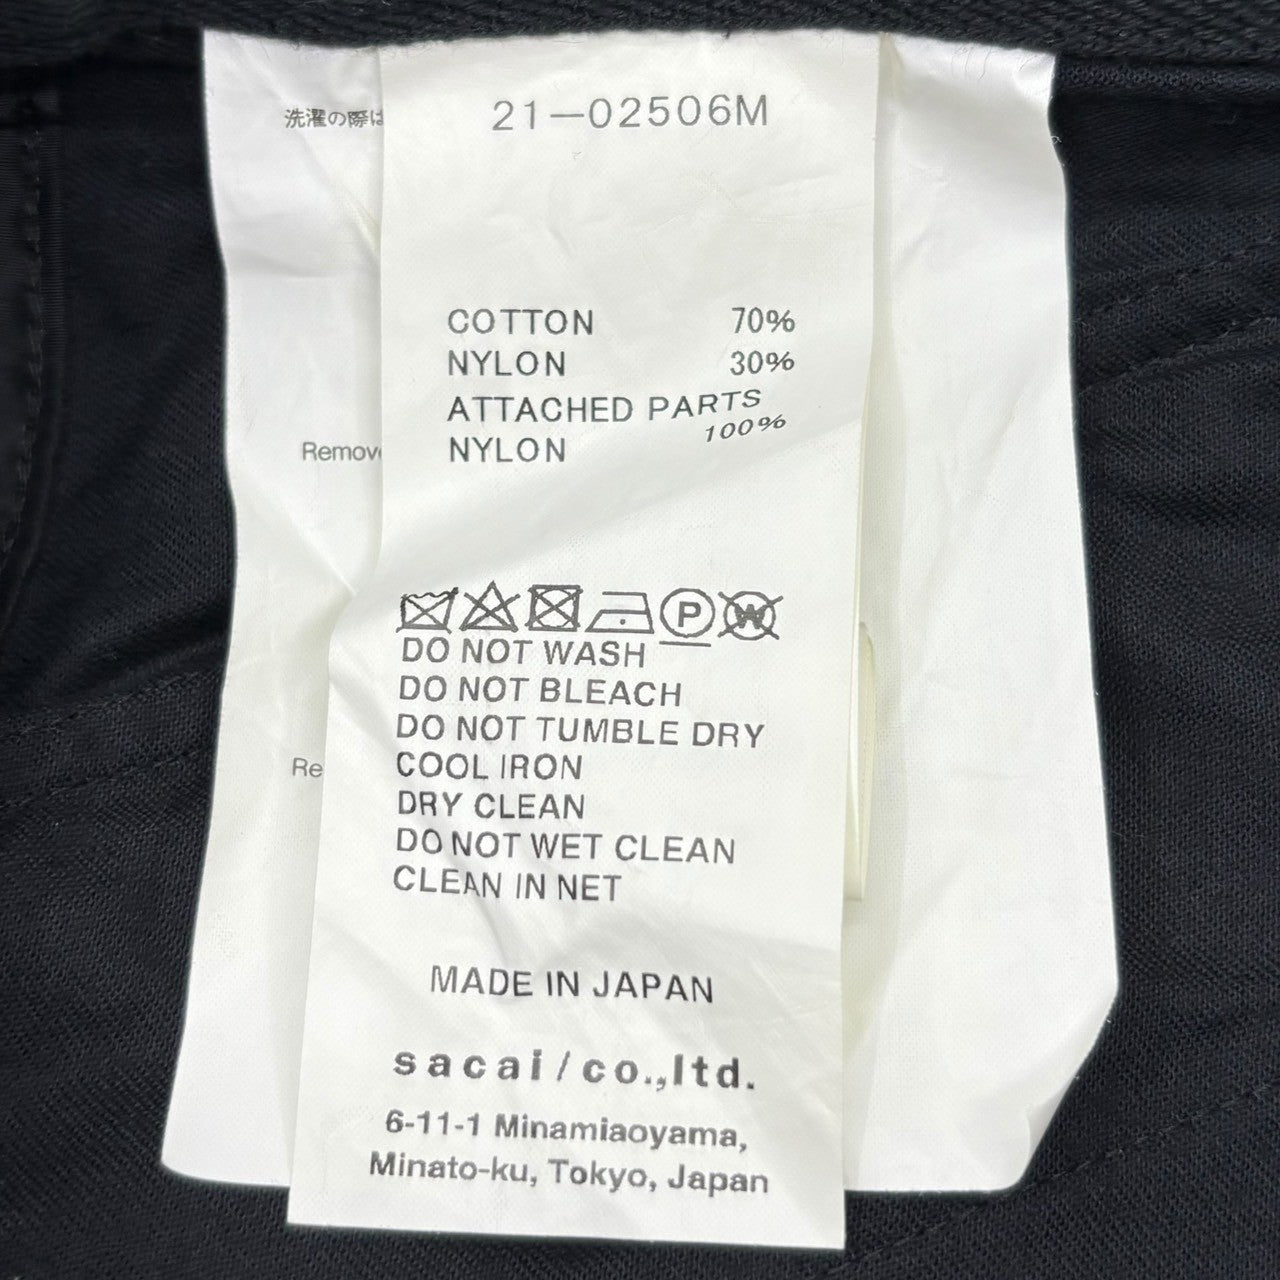 洗濯の際は
21-02506M
COTTON 70%
NYLON 30%
ATTACHED PARTS
NYLON 100%
Remov
P
W
DO NOT WASH
DO NOT BLEACH
DO NOT TUMBLE DRY
Re
COOL IRON
DRY CLEAN
DO NOT WET CLEAN
CLEAN IN NET
MADE IN JAPAN
sacai/co.,ltd.
6-11-1 Minamiaoyama,
Minato-ku, Tokyo, Japan